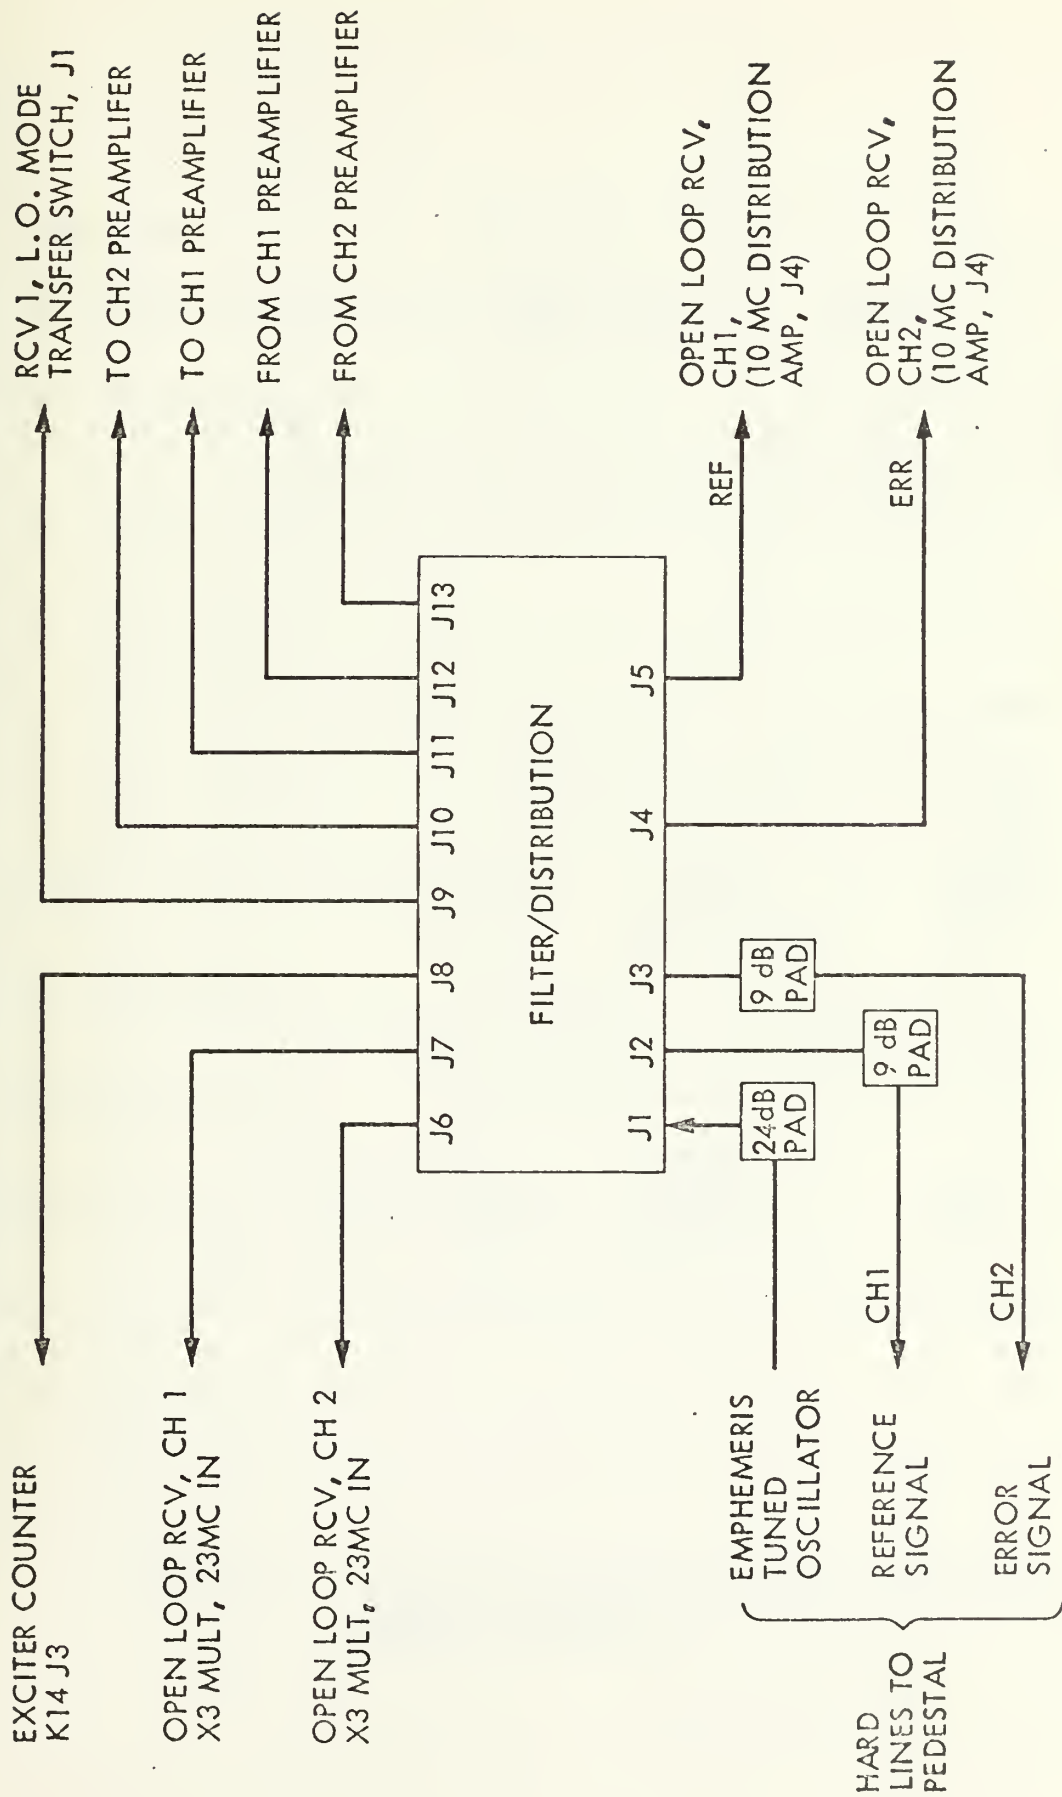 EXCITER COUNTER
K14 J3
OPEN LOOP RCV, CH 1
X3 MULT, 23MC IN
OPEN LOOP RCV, CH 2
X3 MULT, 23MC IN
RCV 1, L.O. MODE
TRANSFER SWITCH, J1
TO CH2 PREAMPLIFER
TO CH1 PREAMPLIFIER
FROM CH1 PREAMPLIFIER
FROM CH2 PREAMPLIFIER
J6
J7
J8
J9
J10
J11
J12
J13
FILTER/DISTRIBUTION
J1
J2
J3
J4
J5
24dB
PAD
9 dB
PAD
9 dB
PAD
HARD
LINES TO
PEDESTAL
EMPHEMERIS
TUNED
OSCILLATOR
REFERENCE
SIGNAL
ERROR
SIGNAL
CH1
CH2
REF
ERR
OPEN LOOP RCV,
CH1,
(10 MC DISTRIBUTION
AMP, J4)
OPEN LOOP RCV,
CH2,
(10 MC DISTRIBUTION
AMP, J4)